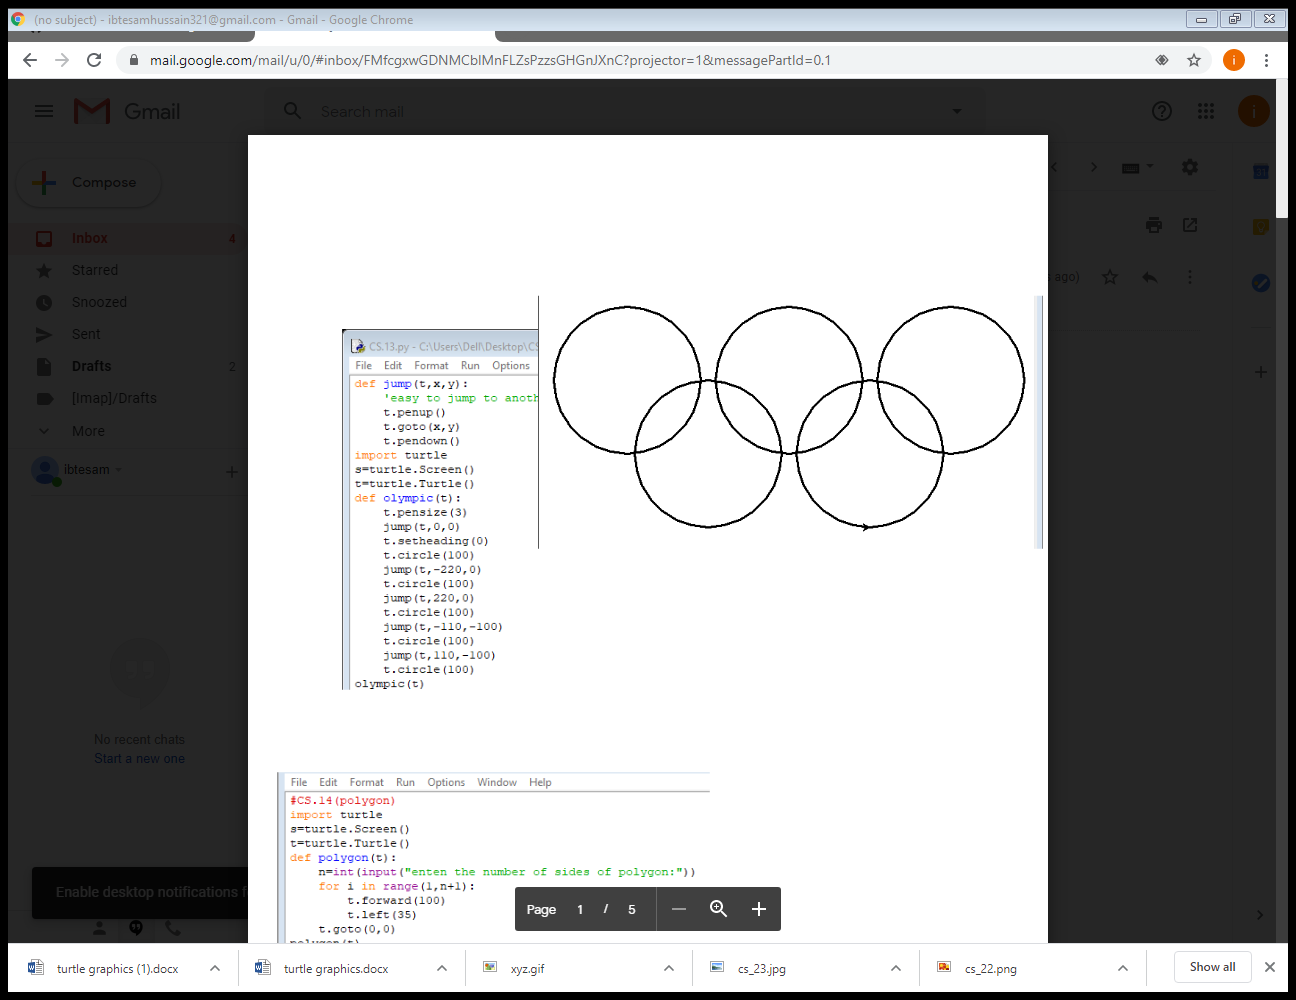 (no subject) - ibtesamhussain321@gmail.com - Gmail - Google Chrome
mail.google.com/mail/u/0/#inbox/FMfcgxwGDNMCblMnFLZsPzzsGHGnJXnC?projector=1&messagePartId=0.1
i
Gmail
Search mail
i
Compose
Inbox 4
Starred
Snoozed
Sent
Drafts 2
[Imap]/Drafts
More
ibtesam
ago)
No recent chats
Start a new one
Enable desktop notifications f
CS.13.py - C:\Users\Dell\Desktop\CS
File Edit Format Run Options
def jump(t,x,y):
'easy to jump to anoth
t.penup()
t.goto(x,y)
t.pendown()
import turtle
s=turtle.Screen()
t=turtle.Turtle()
def olympic(t):
t.pensize(3)
jump(t,0,0)
t.setheading(0)
t.circle(100)
jump(t,-220,0)
t.circle(100)
jump(t,220,0)
t.circle(100)
jump(t,-110,-100)
t.circle(100)
jump(t,110,-100)
t.circle(100)
olympic(t)
File Edit Format Run Options Window Help
#CS.14(polygon)
import turtle
s=turtle.Screen()
t=turtle.Turtle()
def polygon(t):
n=int(input("enten the number of sides of polygon:"))
for i in range(1,n+1):
t.forward(100)
t.left(35)
t.goto(0,0)
polygon(t)
Page 1 / 5
turtle graphics (1).docx
turtle graphics.docx
xyz.gif
cs_23.jpg
cs_22.png
Show all